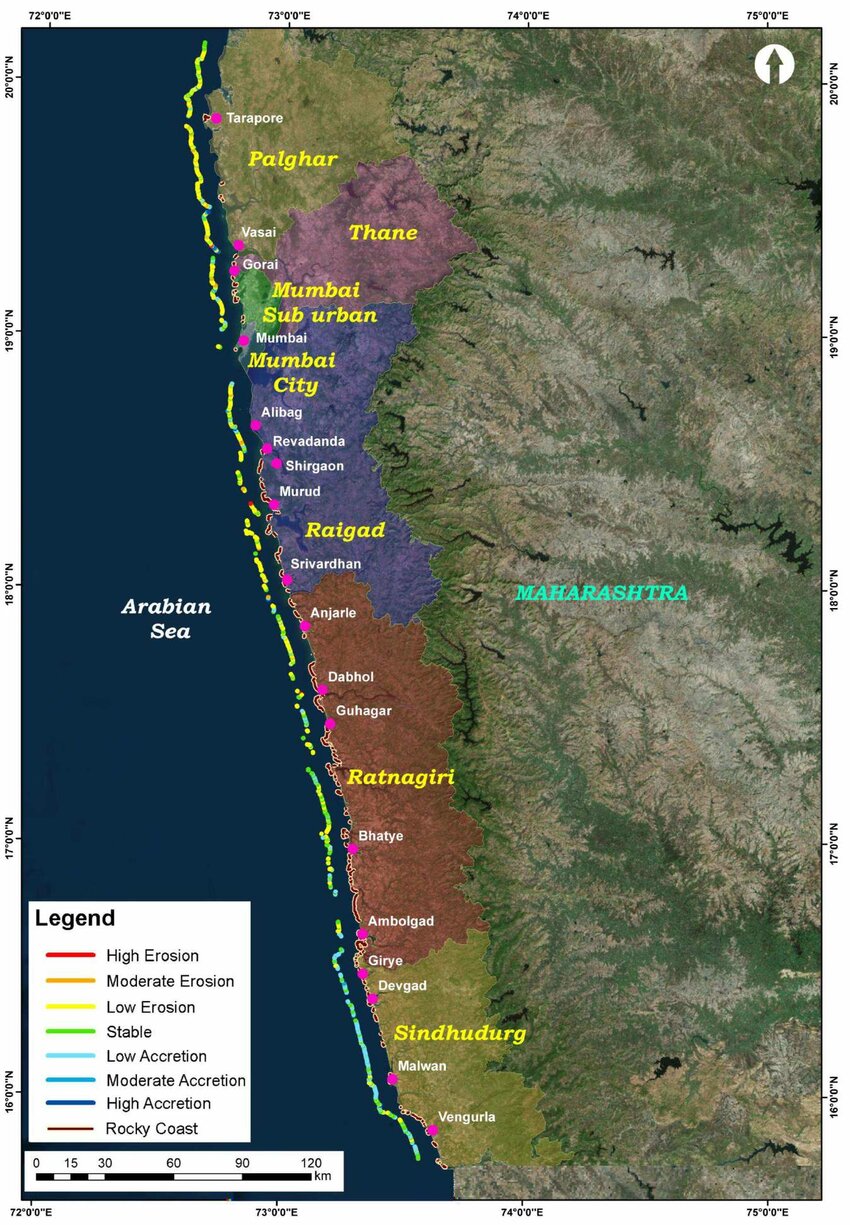 72°0'0"E
73°0'0"E
74°0'0"E
75°0'0"E
20°0'0"N
20°0'0"N
Tarapore
Palghar
Thane
Vasai
Gorai
Mumbai
Sub urban
19°0'0"N
19°0'0"N
Mumbai
Mumbai
City
Alibag
Revadanda
Shirgaon
Murud
Raigad
Srivardhan
18°0'0"N
18°0'0"N
MAHARASHTRA
Arabian
Sea
Anjarle
Dabhol
Guhagar
Ratnagiri
17°0'0"N
17°0'0"N
Bhatye
Ambolgad
Girye
Devgad
Sindhudurg
Malwan
16°0'0"N
16°0'0"N
Vengurla
Legend
High Erosion
Moderate Erosion
Low Erosion
Stable
Low Accretion
Moderate Accretion
High Accretion
Rocky Coast
0 15 30 60 90 120
km
72°0'0"E
73°0'0"E
74°0'0"E
75°0'0"E